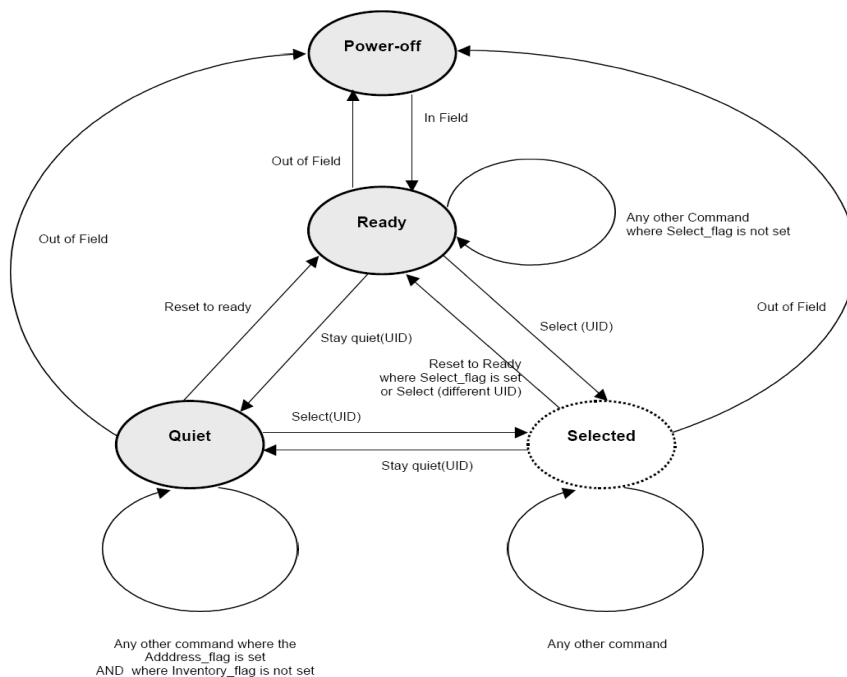 Power-off
In Field
Out of Field
Ready
Any other Command
where Select_flag is not set
Out of Field
Reset to ready
Select (UID)
Out of Field
Stay quiet(UID)
Reset to Ready
where Select_flag is set
or Select (different UID)
Select(UID)
Quiet
Selected
Stay quiet(UID)
Any other command where the
Adddress_flag is set
AND where Inventory_flag is not set
Any other command